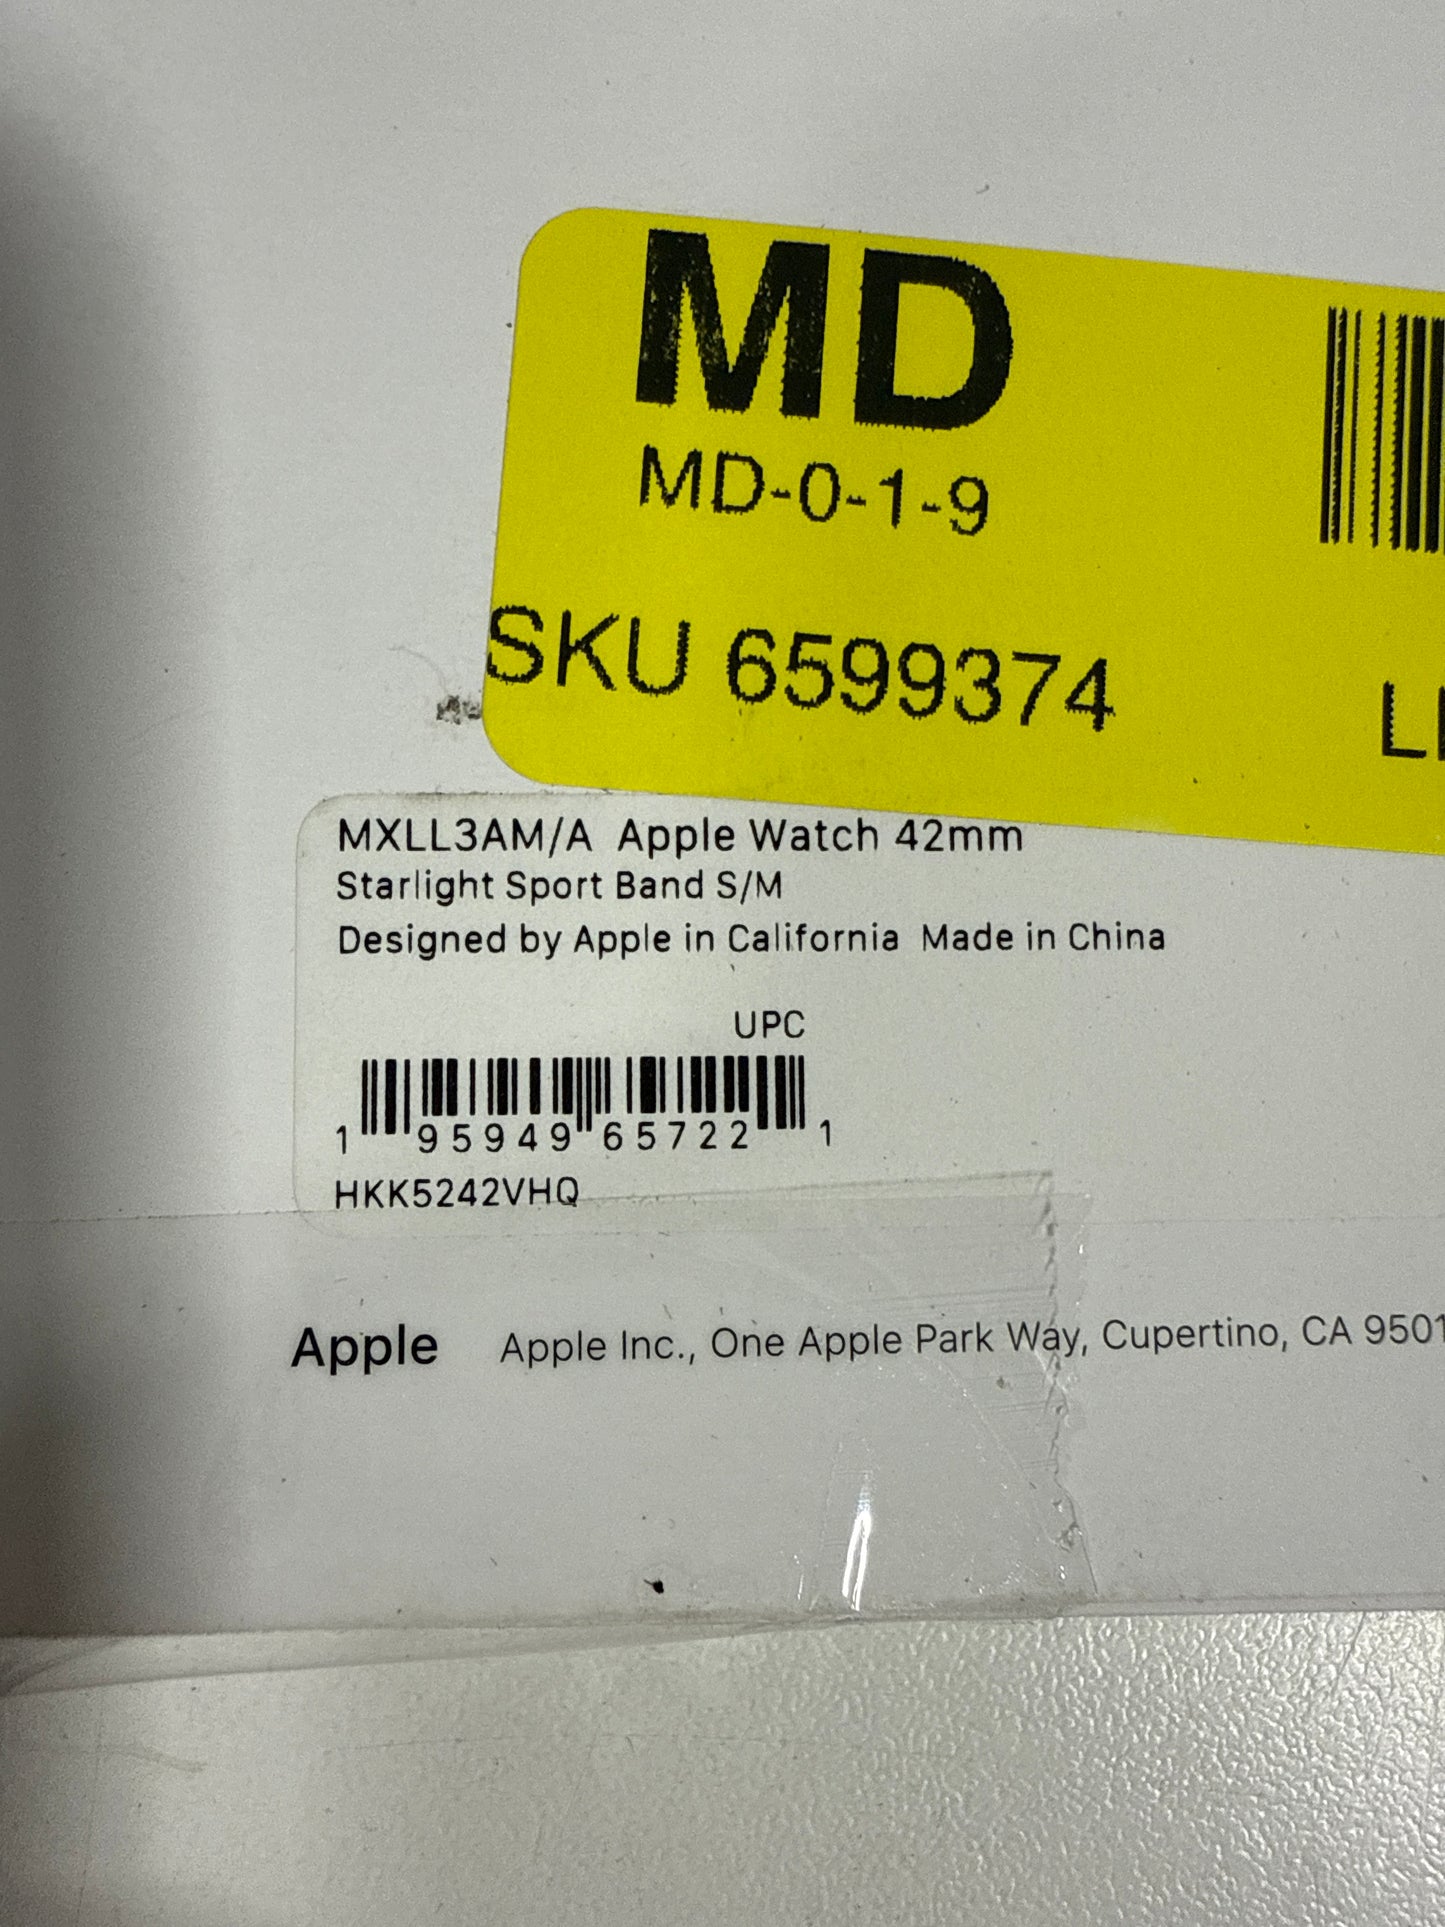 MD
MD-0-1-9
SKU 6599374
MXLL3AM/A Apple Watch 42mm
Starlight Sport Band S/M
Designed by Apple in California Made in China
UPC
1 95949 65722 1
HKK5242VHQ
Apple Apple Inc., One Apple Park Way, Cupertino, CA